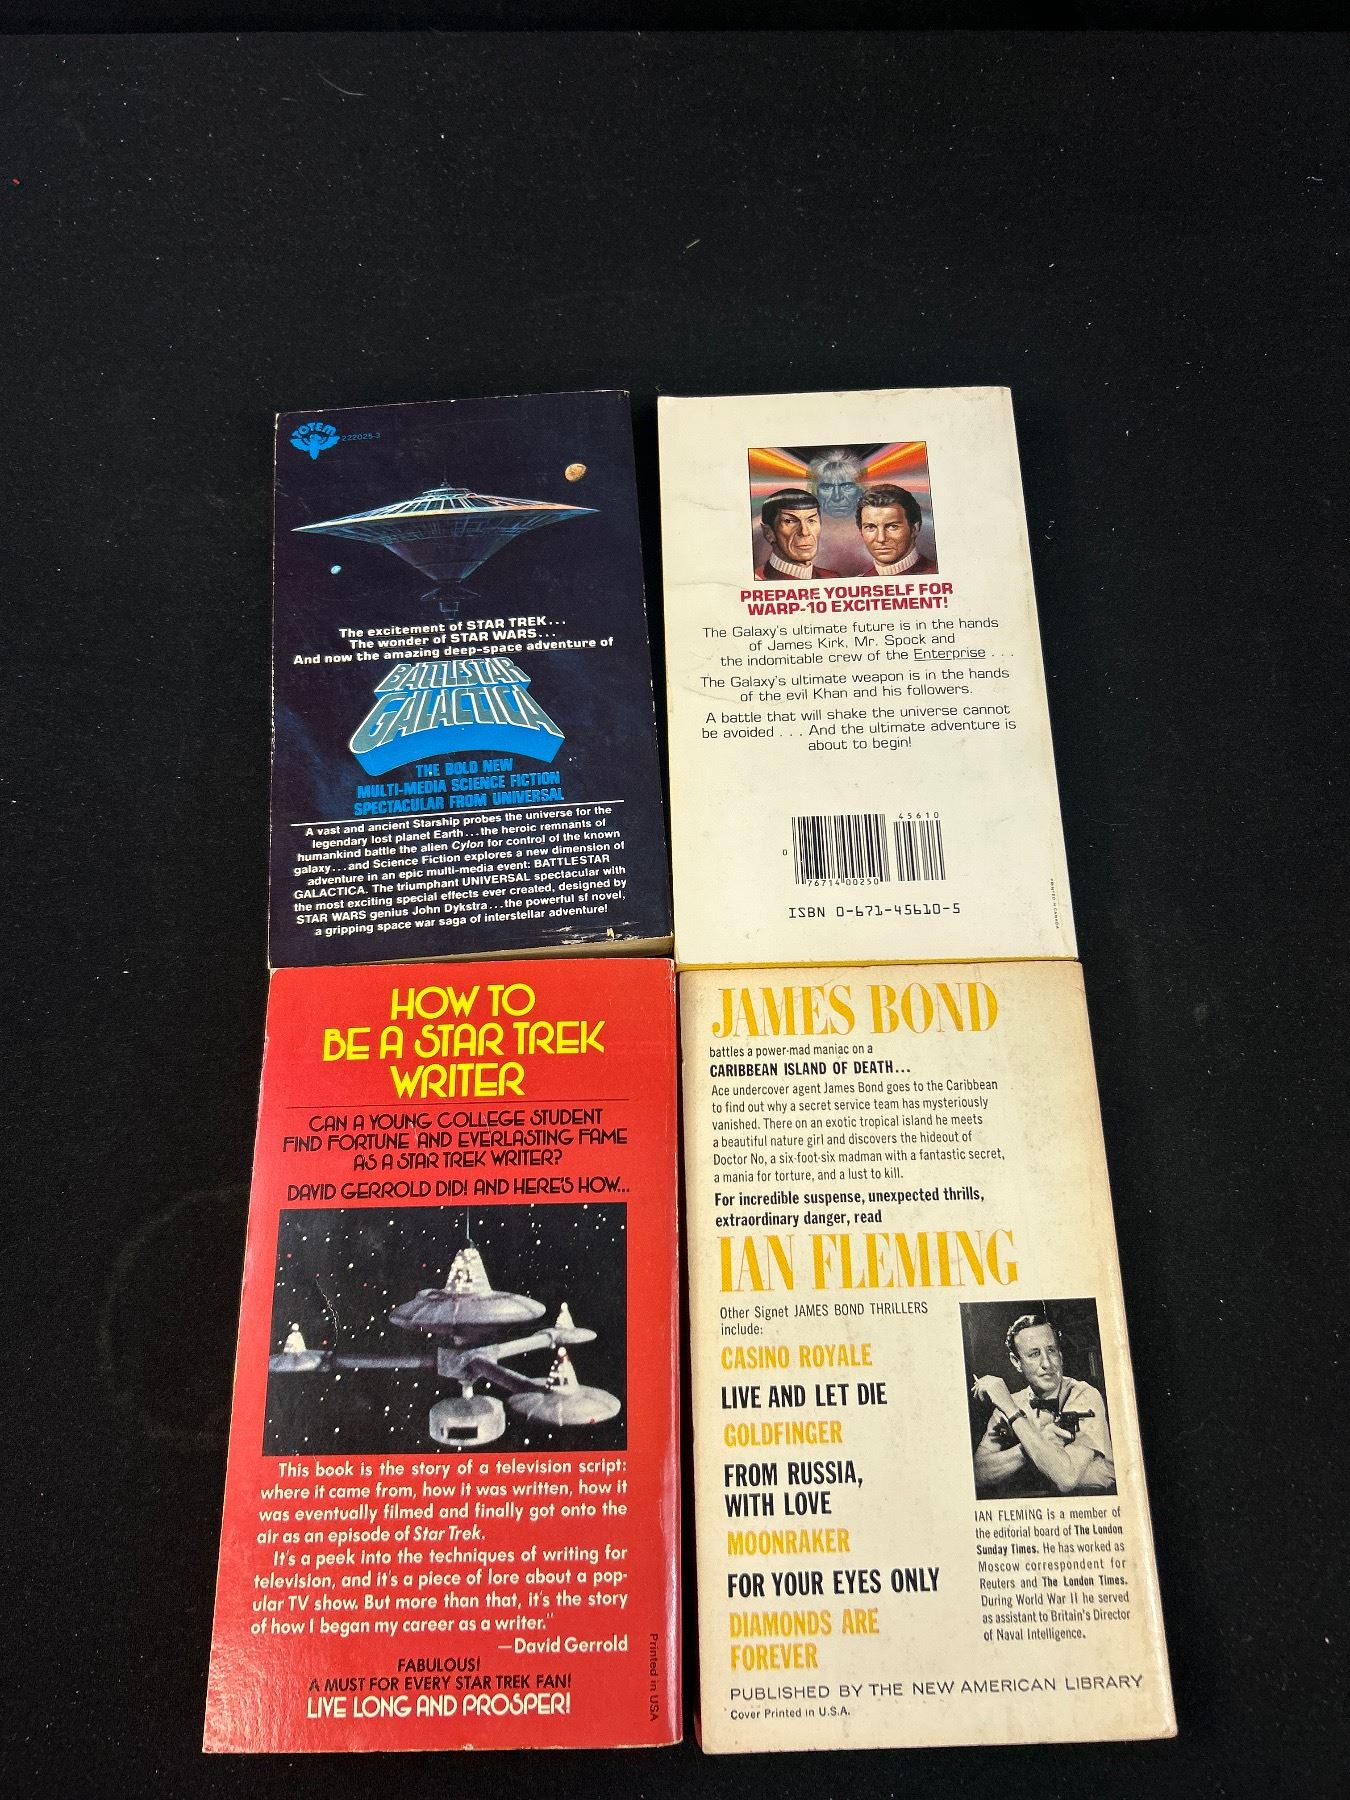 TOTEM
222025-3
The excitement of STAR TREK...
The wonder of STAR WARS...
And now the amazing deep-space adventure of
BATTLESTAR
GALACTICA
THE BOLD NEW
MULTI-MEDIA SCIENCE FICTION
SPECTACULAR FROM UNIVERSAL
A vast and ancient Starship probes the universe for the
legendary lost planet Earth...the heroic remnants of
humankind battle the alien Cylon for control of the known
galaxy...and Science Fiction explores a new dimension of
adventure in an epic multi-media event: BATTLESTAR
GALACTICA. The triumphant UNIVERSAL spectacular with
the most exciting special effects ever created, designed by
STAR WARS genius John Dykstra...the powerful sf novel,
a gripping space war saga of interstellar adventure!
PREPARE YOURSELF FOR
WARP-10 EXCITEMENT!
The Galaxy's ultimate future is in the hands
of James Kirk, Mr. Spock and
the indomitable crew of the Enterprise . . .
The Galaxy's ultimate weapon is in the hands
of the evil Khan and his followers.
A battle that will shake the universe cannot
be avoided . . . And the ultimate adventure is
about to begin!
45610
0
76714 00250
ISBN 0-671-45610-5
PRINTED IN CANADA
HOW TO
BE A STAR TREK
WRITER
CAN A YOUNG COLLEGE STUDENT
FIND FORTUNE AND EVERLASTING FAME
AS A STAR TREK WRITER?
DAVID GERROLD DID! AND HERE'S HOW...
This book is the story of a television script:
where it came from, how it was written, how it
was eventually filmed and finally got onto the
air as an episode of Star Trek.
It's a peek into the techniques of writing for
television, and it's a piece of lore about a pop-
ular TV show. But more than that, it's the story
of how I began my career as a writer."
—David Gerrold
FABULOUS!
A MUST FOR EVERY STAR TREK FAN!
LIVE LONG AND PROSPER!
Printed in USA
JAMES BOND
battles a power-mad maniac on a
CARIBBEAN ISLAND OF DEATH...
Ace undercover agent James Bond goes to the Caribbean
to find out why a secret service team has mysteriously
vanished. There on an exotic tropical island he meets
a beautiful nature girl and discovers the hideout of
Doctor No, a six-foot-six madman with a fantastic secret,
a mania for torture, and a lust to kill.
For incredible suspense, unexpected thrills,
extraordinary danger, read
IAN FLEMING
Other Signet JAMES BOND THRILLERS
include:
CASINO ROYALE
LIVE AND LET DIE
GOLDFINGER
FROM RUSSIA,
WITH LOVE
MOONRAKER
FOR YOUR EYES ONLY
DIAMONDS ARE
FOREVER
IAN FLEMING is a member of
the editorial board of The London
Sunday Times. He has worked as
Moscow correspondent for
Reuters and The London Times.
During World War II he served
as assistant to Britain's Director
of Naval Intelligence.
PUBLISHED BY THE NEW AMERICAN LIBRARY
Cover Printed in U.S.A.